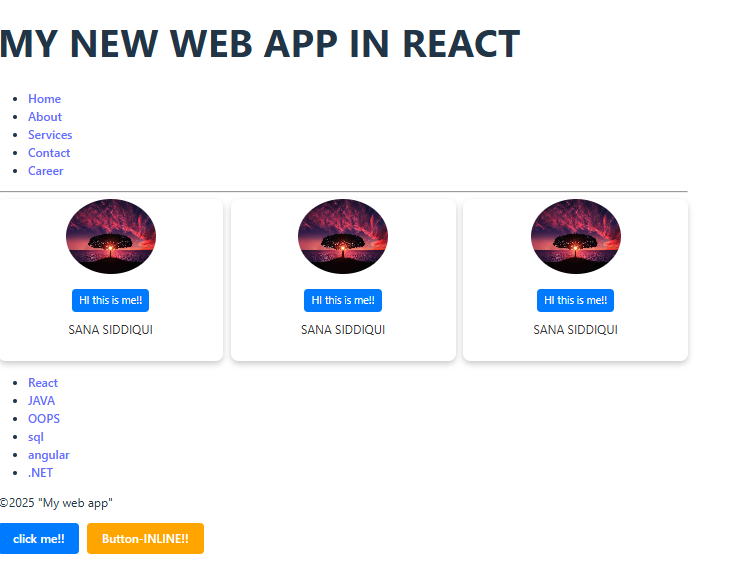 MY NEW WEB APP IN REACT
Home
About
Services
Contact
Career
HI this is me!! HI this is me!! HI this is me!!
SANA SIDDIQUI SANA SIDDIQUI SANA SIDDIQUI
React
JAVA
OOPS
sql
angular
.NET
©2025 "My web app"
click me!! Button-INLINE!!